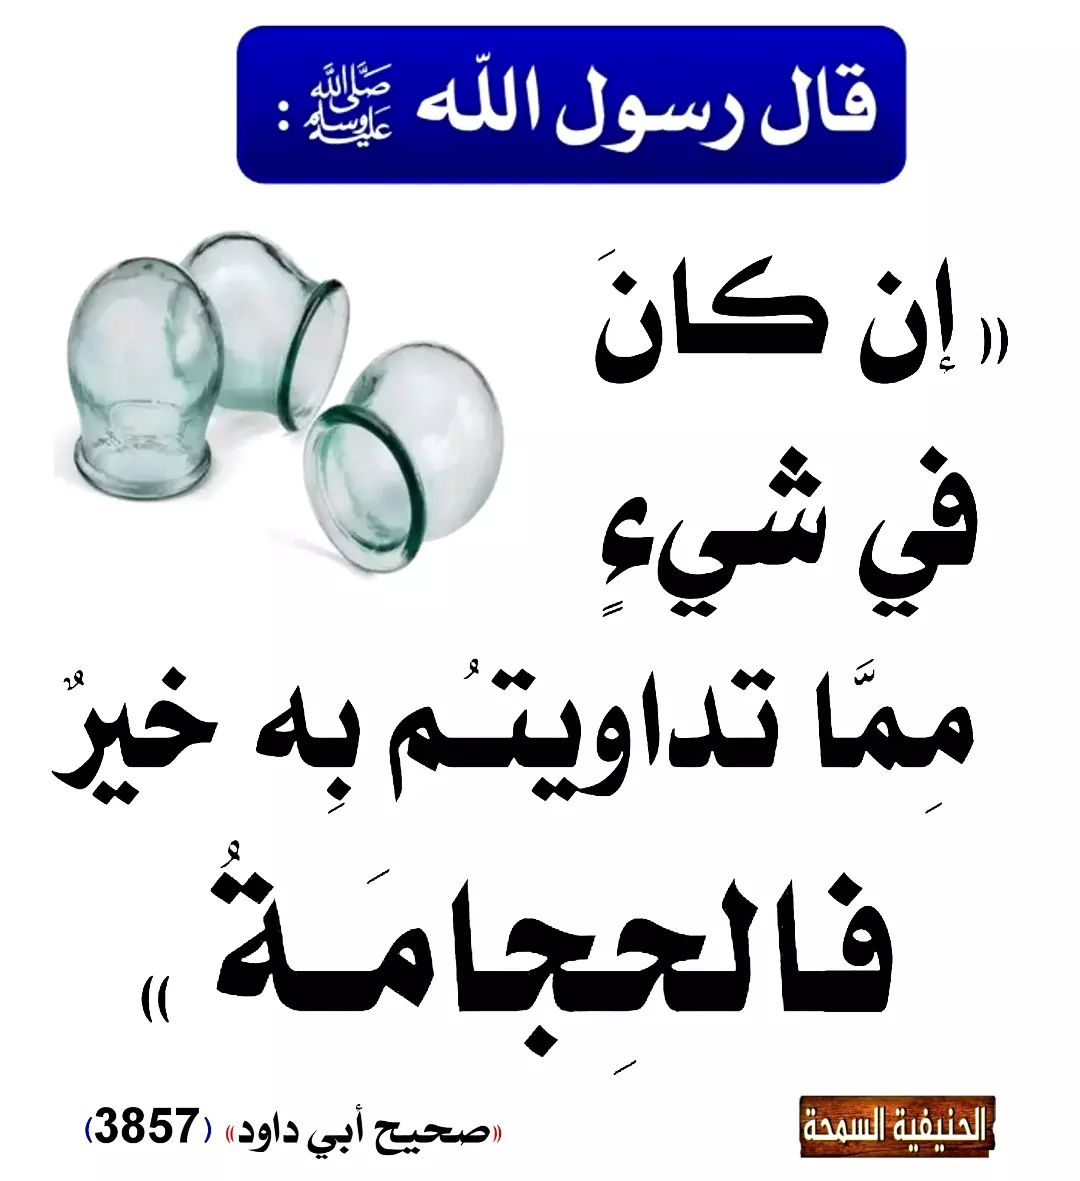 قال رسول الله ﷺ :
(( إن كانَ
في شيءٍ
مِمَّا تداويتُم بِه خيرٌ
فالحِجامَةُ ))
«صحيح أبي داود» (3857)
الحنيفية السمحة